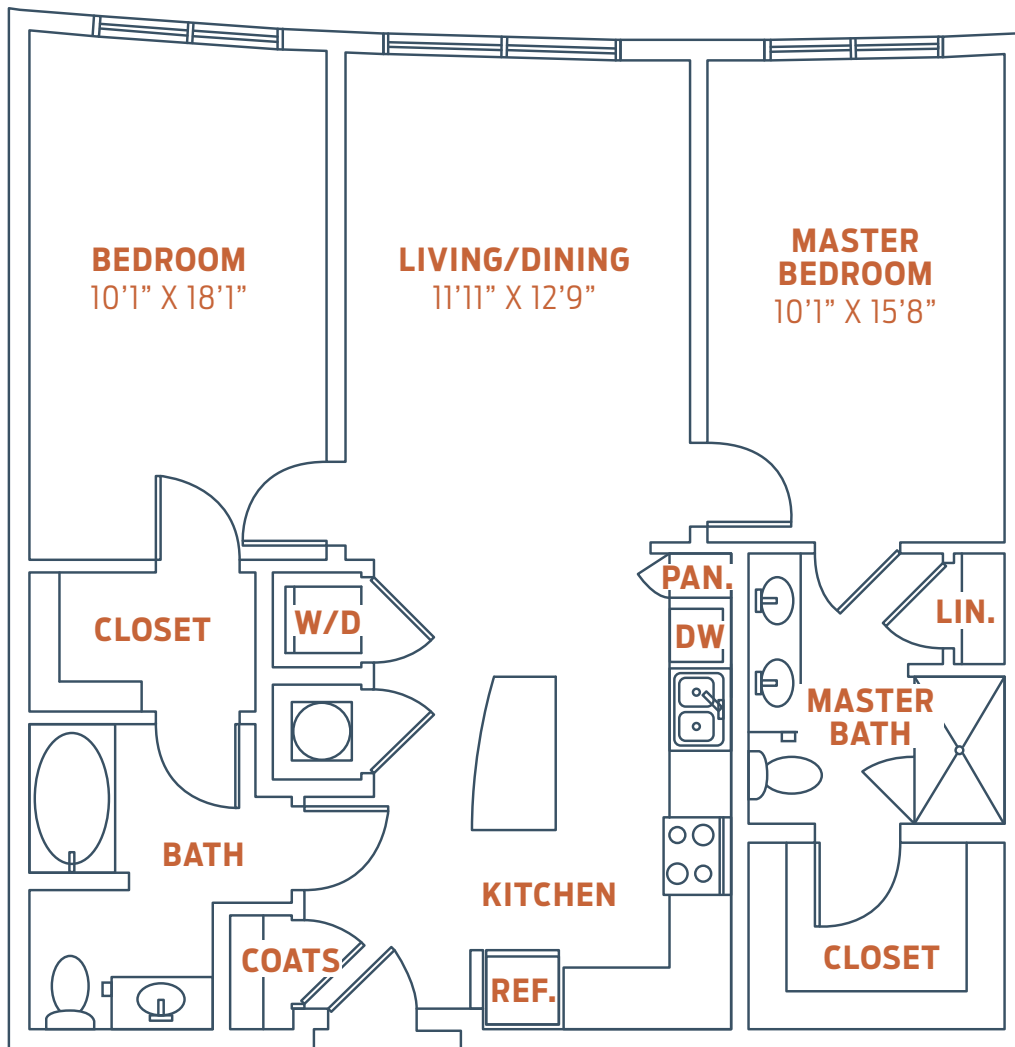 BEDROOM
10’1” X 18’1”
LIVING/DINING
11’11” X 12’9”
MASTER
BEDROOM
10’1” X 15’8”
PAN.
W/D
CLOSET
DW
LIN.
MASTER
BATH
BATH
KITCHEN
COATS
REF.
CLOSET